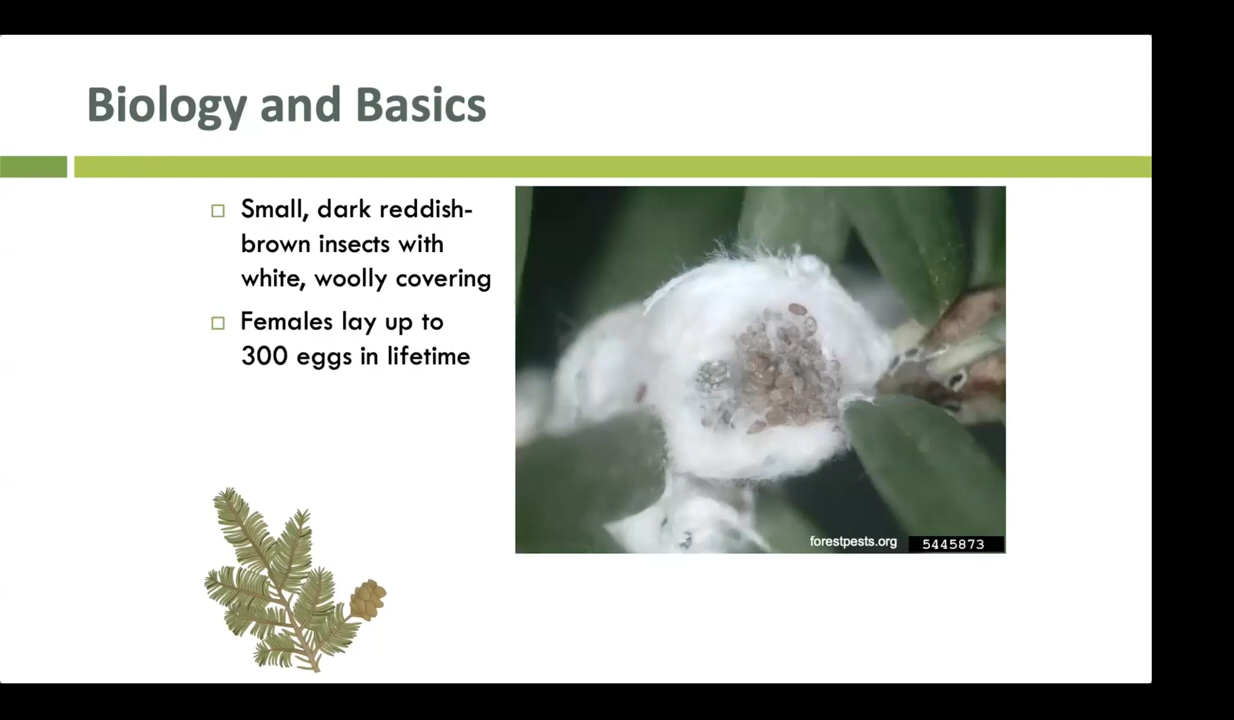 Biology and Basics
Small, dark reddish-
brown insects with
white, woolly covering
Females lay up to
300 eggs in lifetime
forestpests.org
5445873